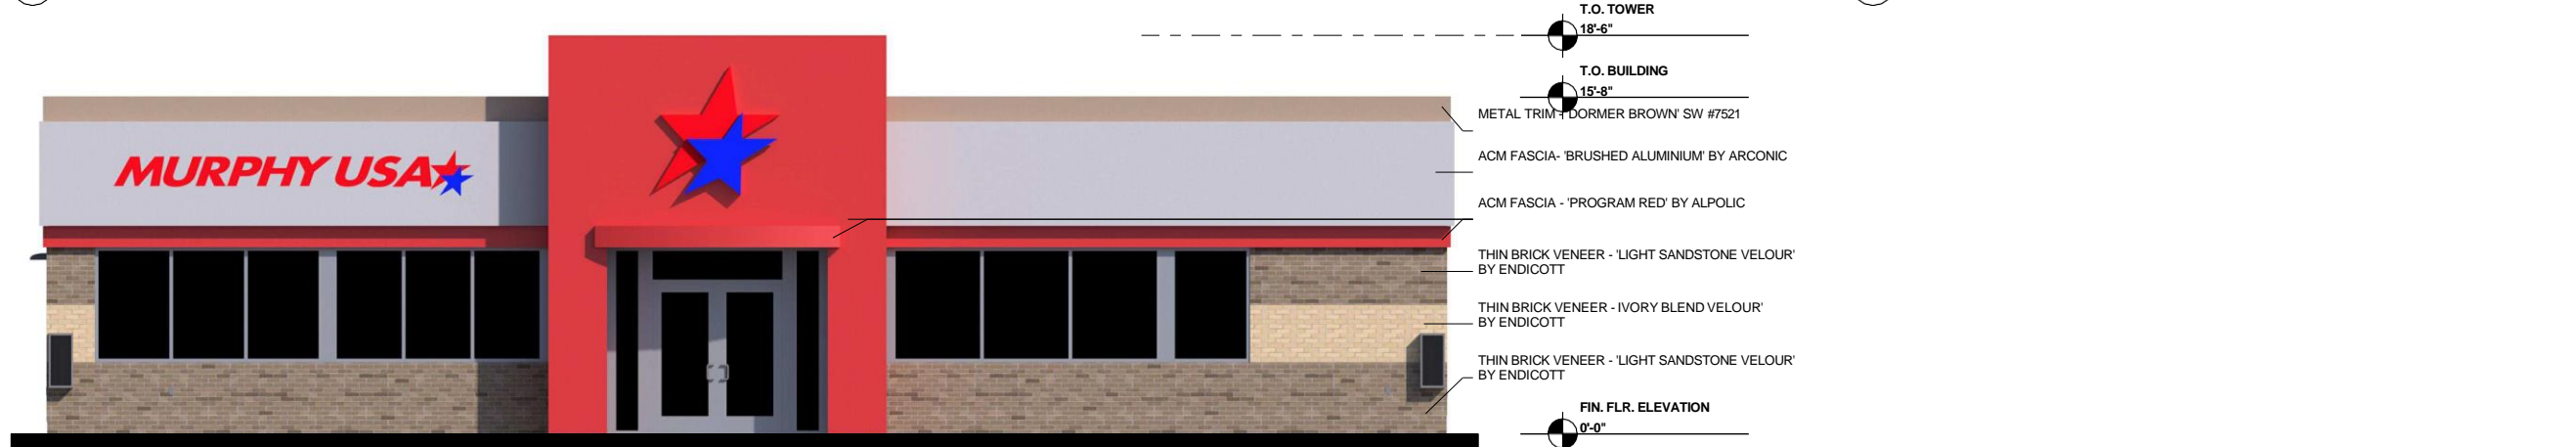 T.O. TOWER
18'-6"
T.O. BUILDING
15'-8"
METAL TRIM - 'DORMER BROWN' SW #7521
MURPHY USA
ACM FASCIA- 'BRUSHED ALUMINIUM' BY ARCONIC
ACM FASCIA - 'PROGRAM RED' BY ALPOLIC
THIN BRICK VENEER - 'LIGHT SANDSTONE VELOUR'
BY ENDICOTT
THIN BRICK VENEER - IVORY BLEND VELOUR'
BY ENDICOTT
THIN BRICK VENEER - 'LIGHT SANDSTONE VELOUR'
BY ENDICOTT
FIN. FLR. ELEVATION
0'-0"